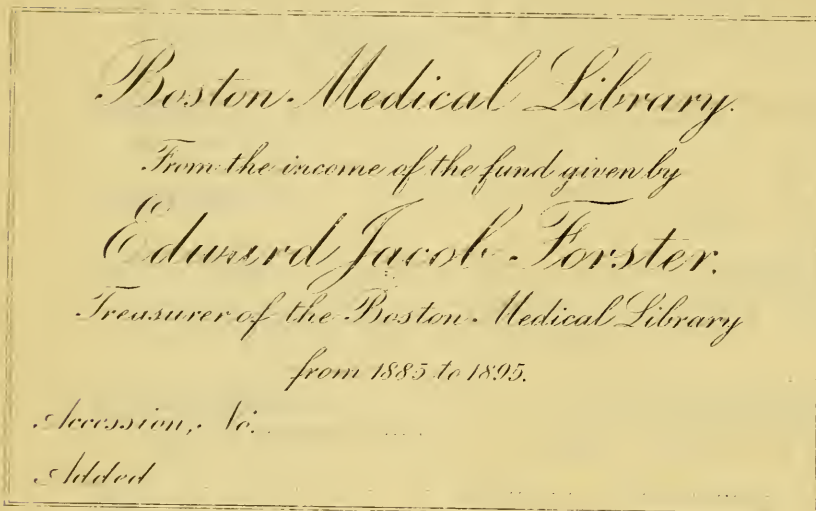 Boston Medical Library.
From the income of the fund given by
Edward Jacob Forster.
Treasurer of the Boston Medical Library
from 1885 to 1895.
Accession, No.
Added